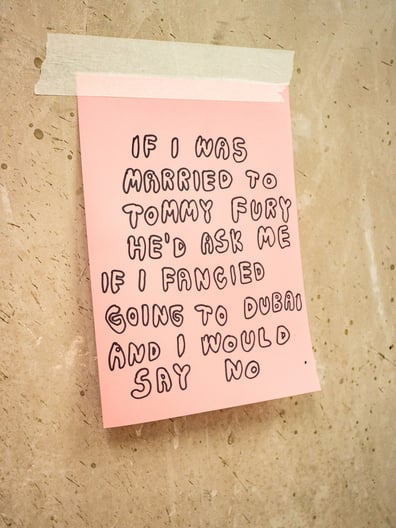 IF I WAS
MARRIED TO
TOMMY FURY
HE'D ASK ME
IF I FANCIED
GOING TO DUBAI
AND I WOULD
SAY NO